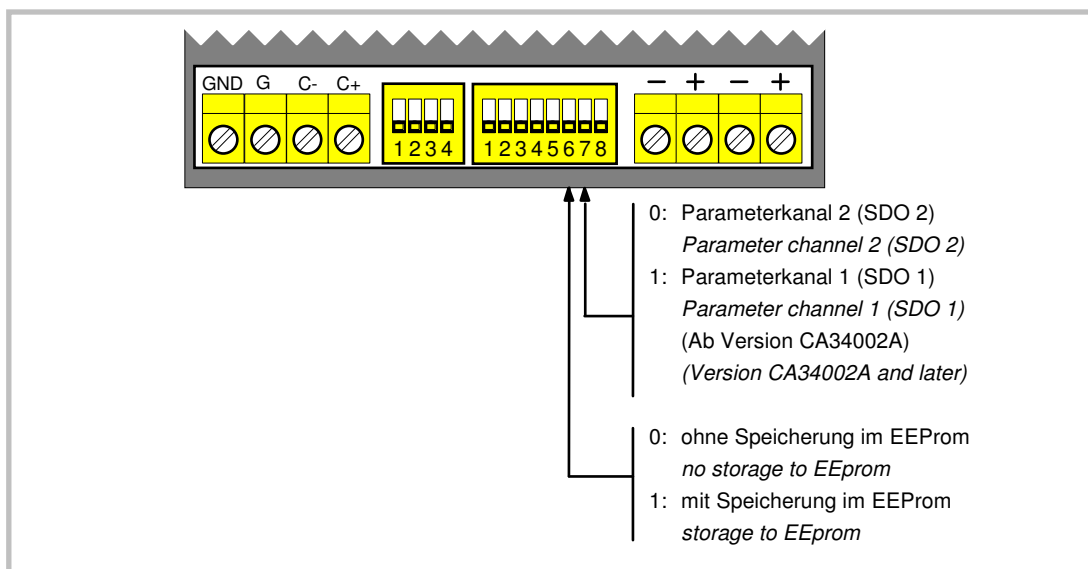 GND G C- C+ − + − +
1234 12345678
0: Parameterkanal 2 (SDO 2)
Parameter channel 2 (SDO 2)
1: Parameterkanal 1 (SDO 1)
Parameter channel 1 (SDO 1)
(Ab Version CA34002A)
(Version CA34002A and later)
0: ohne Speicherung im EEProm
no storage to EEprom
1: mit Speicherung im EEProm
storage to EEprom